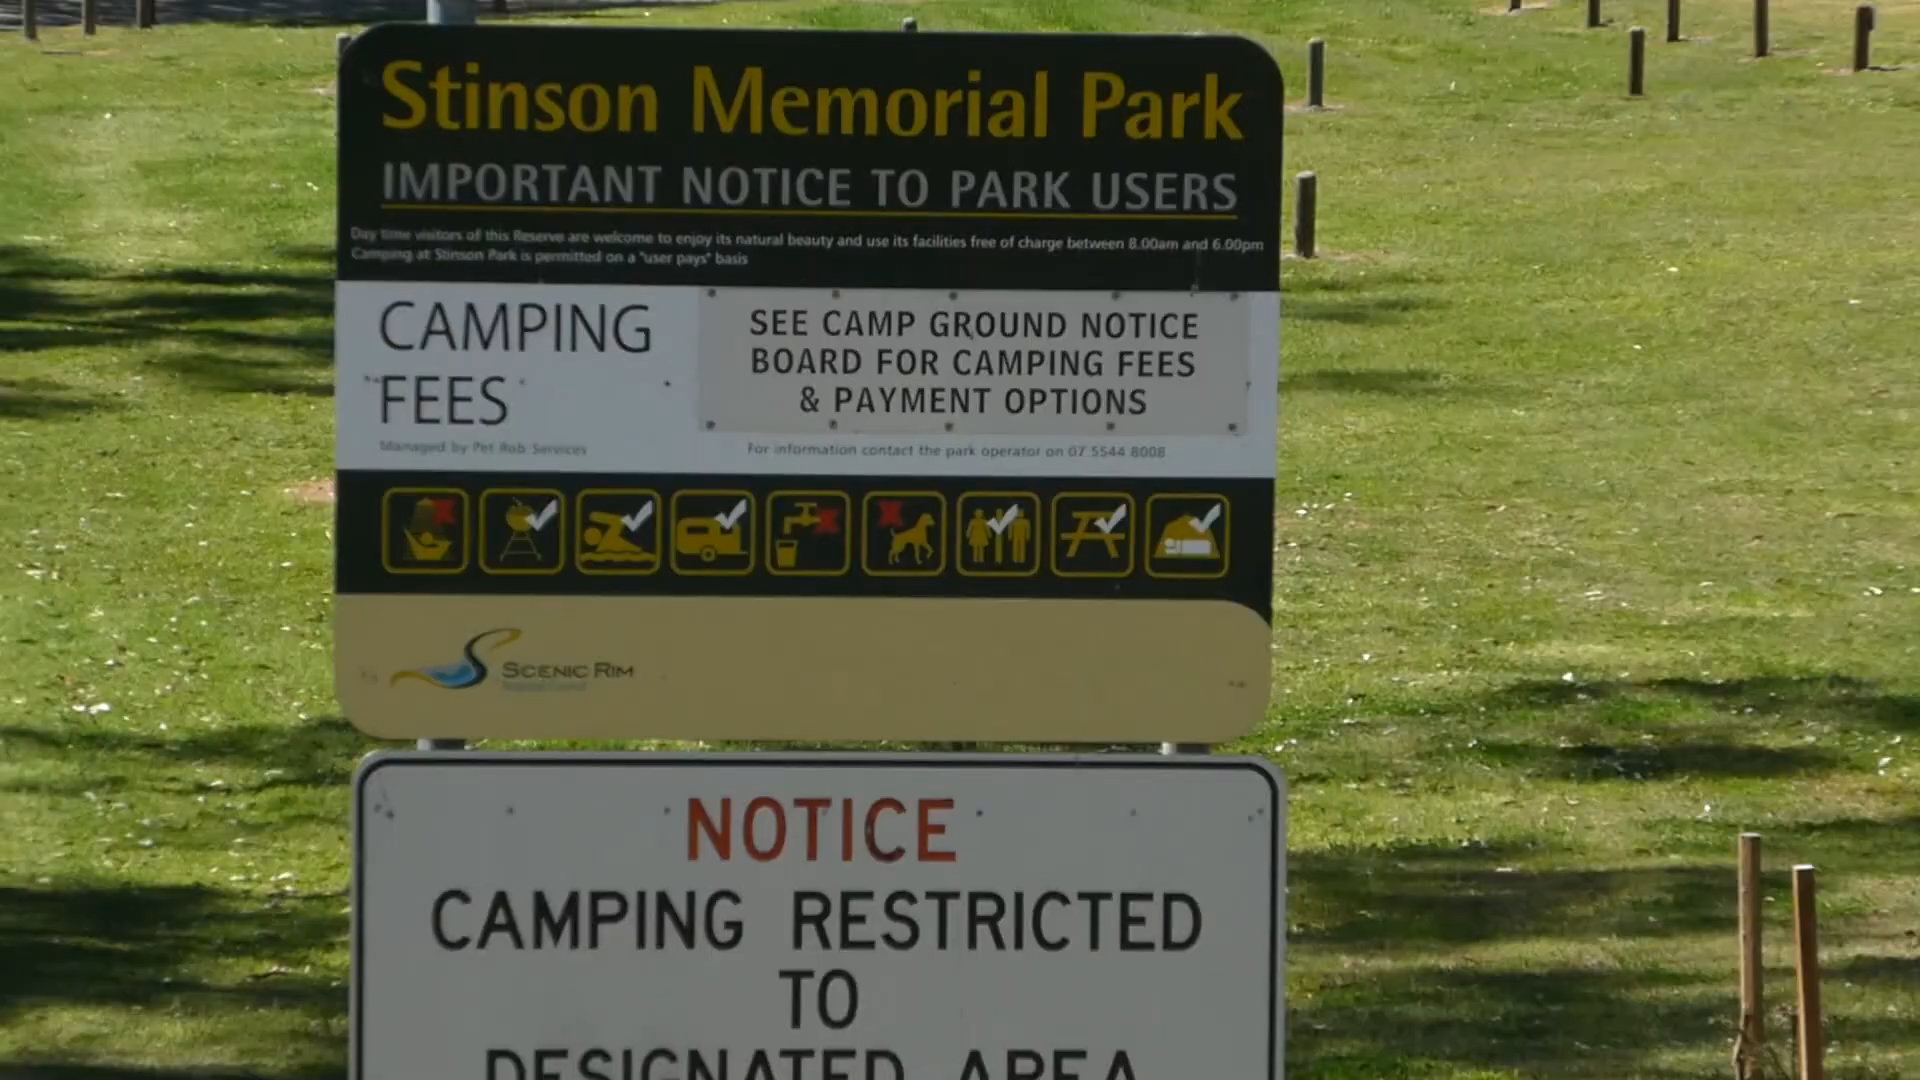 Stinson Memorial Park
IMPORTANT NOTICE TO PARK USERS
Day time visitors of this Reserve are welcome to enjoy its natural beauty and use its facilities free of charge between 8.00am and 6.00pm
Camping at Stinson Park is permitted on a "user pays" basis
CAMPING
FEES
Managed by Pet Rob Services
SEE CAMP GROUND NOTICE
BOARD FOR CAMPING FEES
& PAYMENT OPTIONS
For information contact the park operator on 07 5544 8008
SCENIC RIM
Regional Council
NOTICE
CAMPING RESTRICTED
TO
DESIGNATED AREA